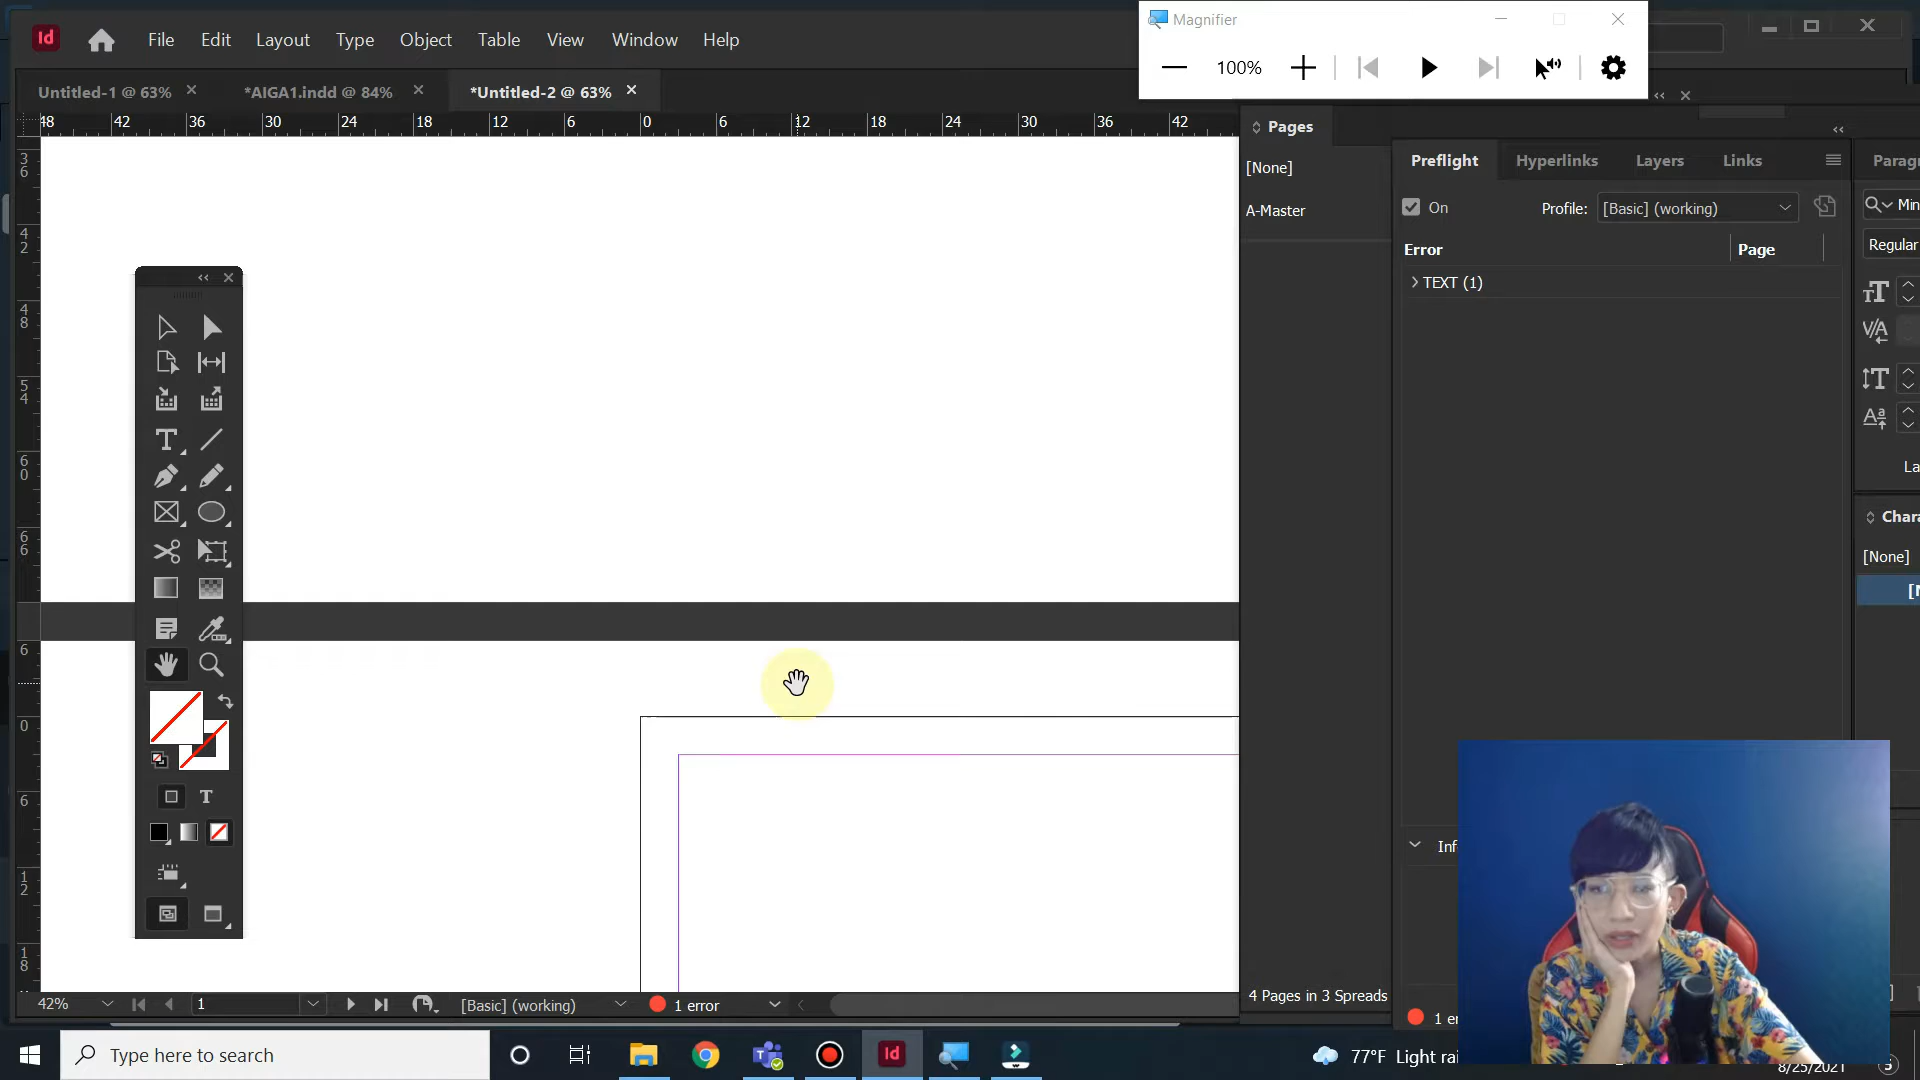 Magnifier
100%
Id
File Edit Layout Type Object Table View Window Help
Untitled-1 @ 63% *AIGA1.indd @ 84% *Untitled-2 @ 63%
48 42 36 30 24 18 12 6 0 6 12 18 24 30 36 42
36
42
48
54
60
66
6
0
6
12
18
Pages
[None]
A-Master
4 Pages in 3 Spreads
Preflight Hyperlinks Layers Links
On Profile: [Basic] (working)
Error Page
TEXT (1)
Inf
1 er
Paragr
Min
Regular
La
Chara
[None]
[N
42% 1 [Basic] (working) 1 error
Type here to search
Id
77°F Light rai
8/25/2021
5